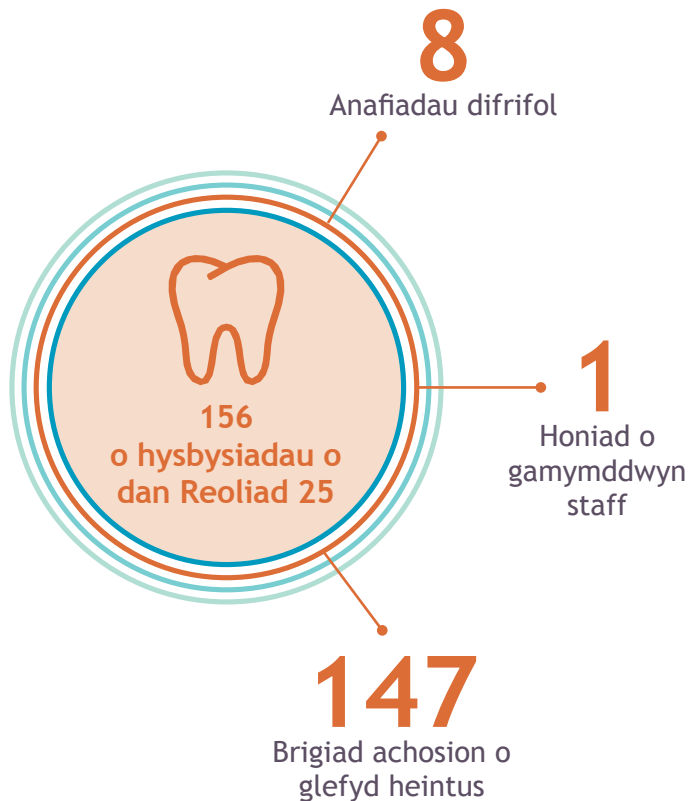 8
Anafiadau difrifol
156
o hysbysiadau o
dan Reoliad 25
1
Honiad o
gamymddwyn
staff
147
Brigiad achosion o
glefyd heintus